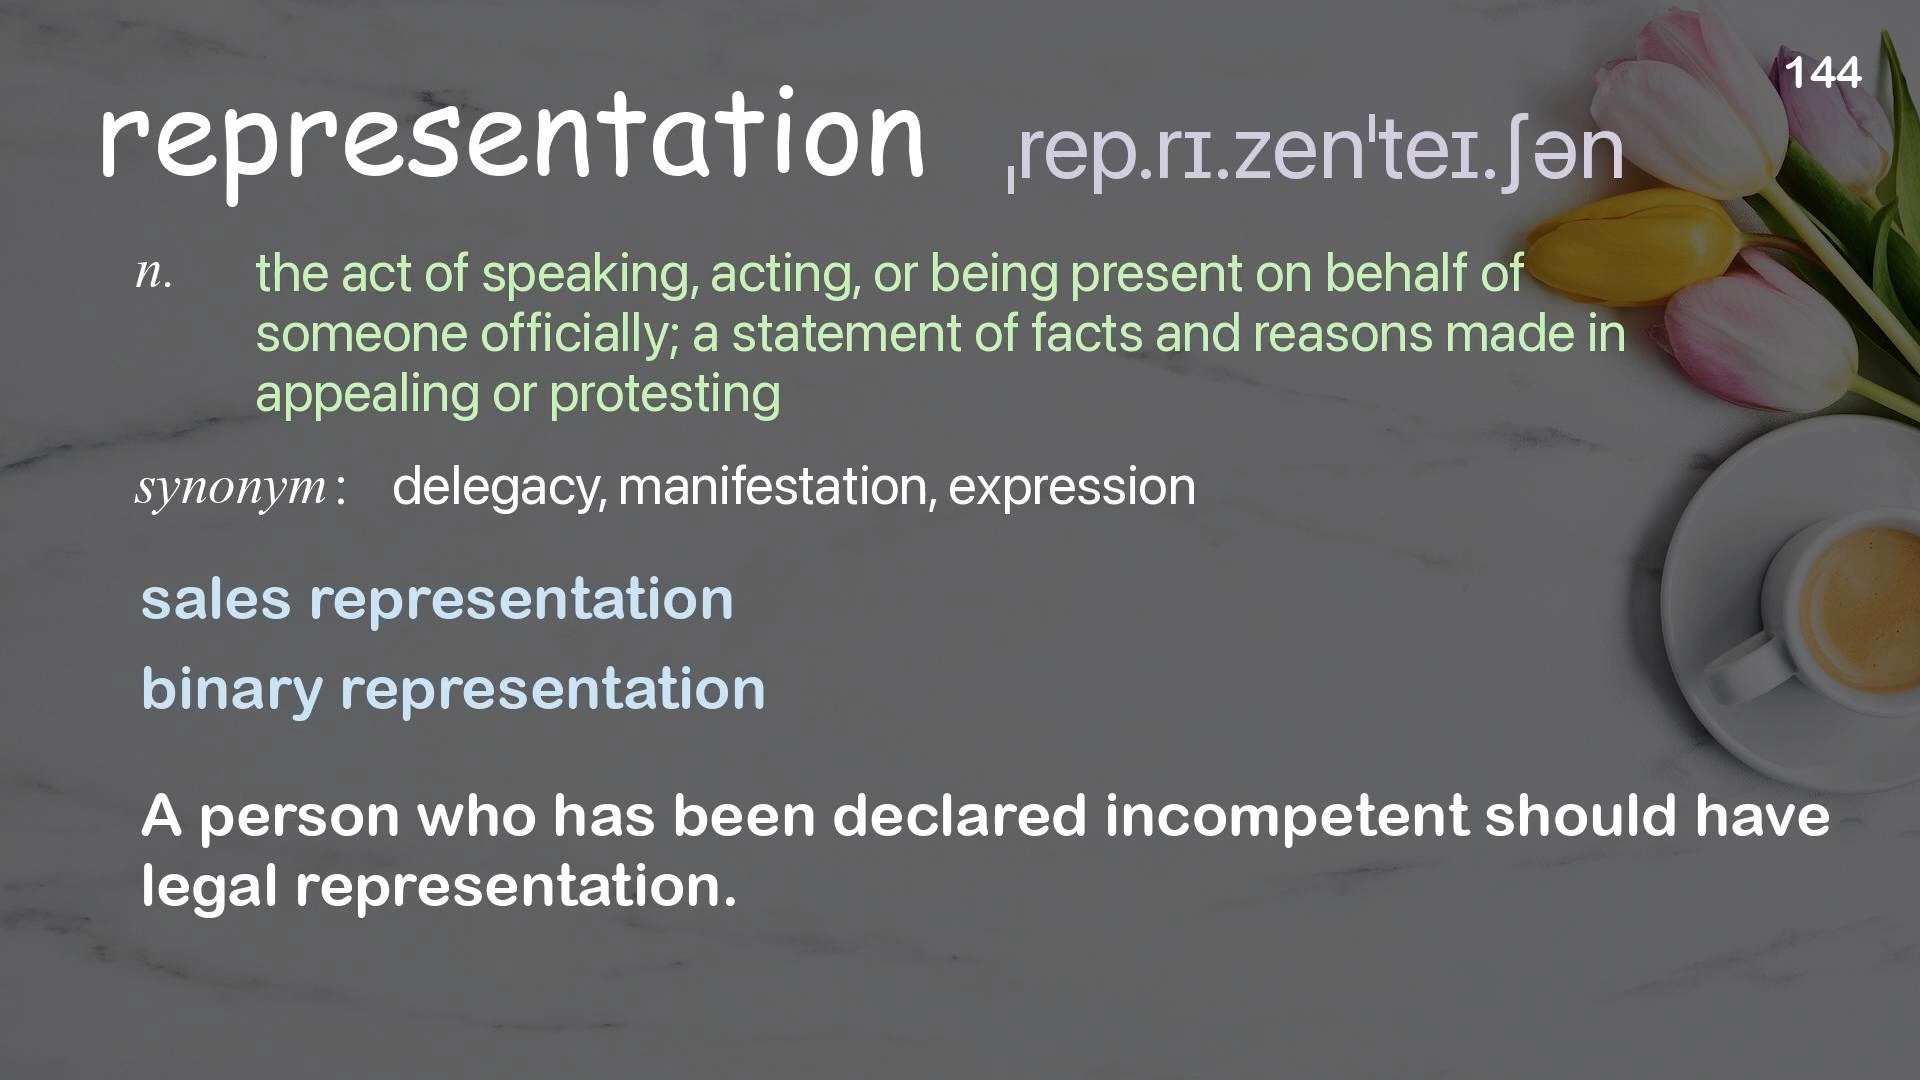 144
representation ˌrep.rɪ.zenˈteɪ.ʃən
n. the act of speaking, acting, or being present on behalf of
someone officially; a statement of facts and reasons made in
appealing or protesting
synonym: delegacy, manifestation, expression
sales representation
binary representation
A person who has been declared incompetent should have
legal representation.